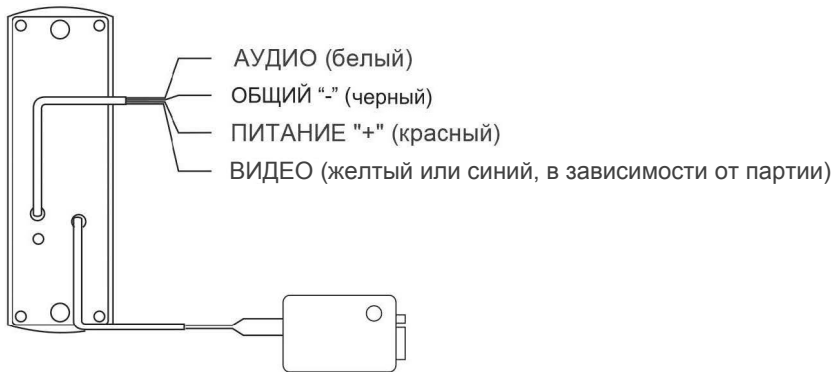 АУДИО (белый)
ОБЩИЙ “-” (черный)
ПИТАНИЕ "+" (красный)
ВИДЕО (желтый или синий, в зависимости от партии)